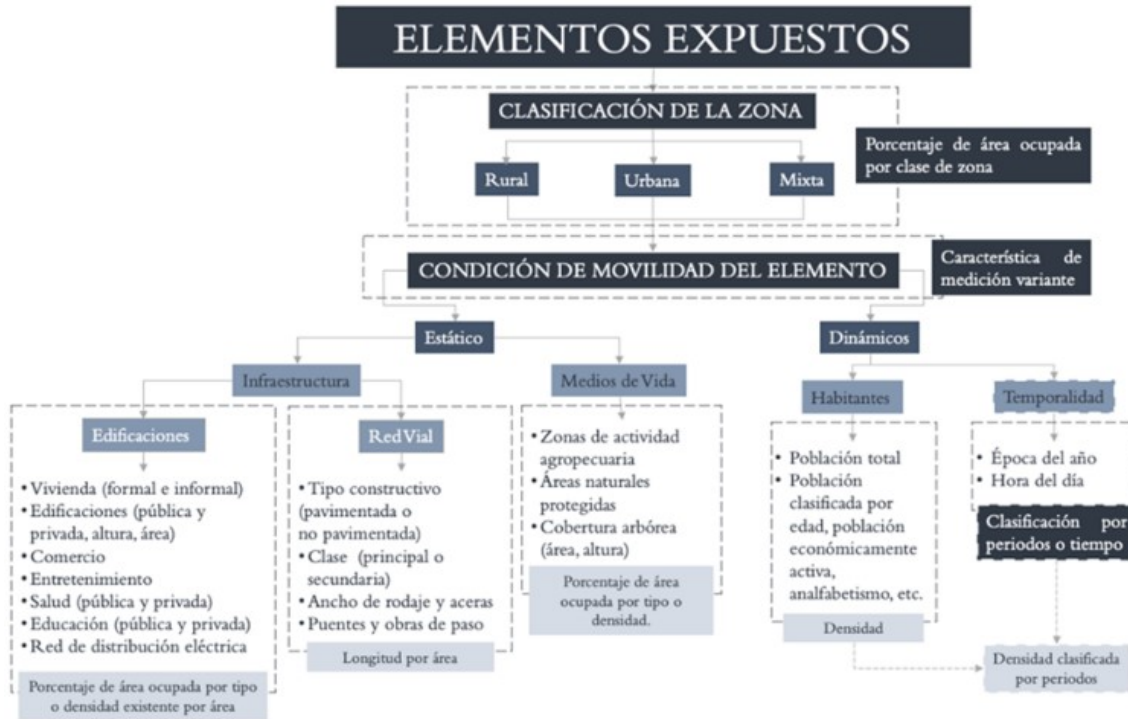 ELEMENTOS EXPUESTOS
CLASIFICACIÓN DE LA ZONA
Porcentaje de área ocupada
por clase de zona
Rural
Urbana
Mixta
CONDICIÓN DE MOVILIDAD DEL ELEMENTO
Característica de
medición variante
Estático
Dinámicos
Infraestructura
Medios de Vida
Habitantes
Temporalidad
Edificaciones
• Vivienda (formal e informal)
• Edificaciones (pública y
privada, altura, área)
• Comercio
• Entretenimiento
• Salud (pública y privada)
• Educación (pública y privada)
• Red de distribución eléctrica
Porcentaje de área ocupada por tipo
o densidad existente por área
Red Vial
• Tipo constructivo
(pavimentada o
no pavimentada)
• Clase (principal o
secundaria)
• Ancho de rodaje y aceras
• Puentes y obras de paso
Longitud por área
• Zonas de actividad
agropecuaria
• Áreas naturales
protegidas
• Cobertura arbórea
(área, altura)
Porcentaje de área
ocupada por tipo o
densidad.
• Población total
• Población
clasificada por
edad, población
económicamente
activa,
analfabetismo, etc.
Densidad
• Época del año
• Hora del día
Clasificación por
periodos o tiempo
Densidad clasificada
por periodos